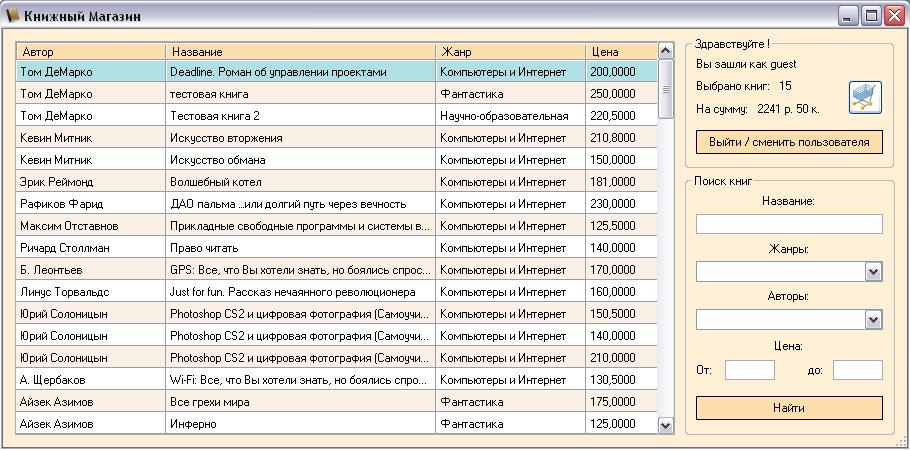 Книжный Магазин
Автор Название Жанр Цена
Том ДеМарко Deadline. Роман об управлении проектами Компьютеры и Интернет 200,0000
Том ДеМарко тестовая книга Фантастика 250,0000
Том ДеМарко Тестовая книга 2 Научно-образовательная 220,5000
Кевин Митник Искусство вторжения Компьютеры и Интернет 210,8000
Кевин Митник Искусство обмана Компьютеры и Интернет 150,0000
Эрик Реймонд Волшебный котел Компьютеры и Интернет 181,0000
Рафиков Фарид ДАО пальма ...или долгий путь через вечность Компьютеры и Интернет 230,0000
Максим Отставнов Прикладные свободные программы и системы в... Компьютеры и Интернет 125,5000
Ричард Столлман Право читать Компьютеры и Интернет 140,0000
Б. Леонтьев GPS: Все, что Вы хотели знать, но боялись спрос... Компьютеры и Интернет 170,0000
Линус Торвальдс Just for fun. Рассказ нечаянного революционера Компьютеры и Интернет 160,0000
Юрий Солоницын Photoshop CS2 и цифровая фотография (Самоучи... Компьютеры и Интернет 150,5000
Юрий Солоницын Photoshop CS2 и цифровая фотография (Самоучи... Компьютеры и Интернет 140,0000
Юрий Солоницын Photoshop CS2 и цифровая фотография (Самоучи... Компьютеры и Интернет 210,0000
А. Щербаков Wi-Fi: Все, что Вы хотели знать, но боялись спро... Компьютеры и Интернет 130,5000
Айзек Азимов Все грехи мира Фантастика 175,0000
Айзек Азимов Инферно Фантастика 125,0000
Здравствуйте !
Вы зашли как guest
Выбрано книг: 15
На сумму: 2241 р. 50 к.
Выйти / сменить пользователя
Поиск книг
Название:
Жанры:
Авторы:
Цена:
От: до:
Найти